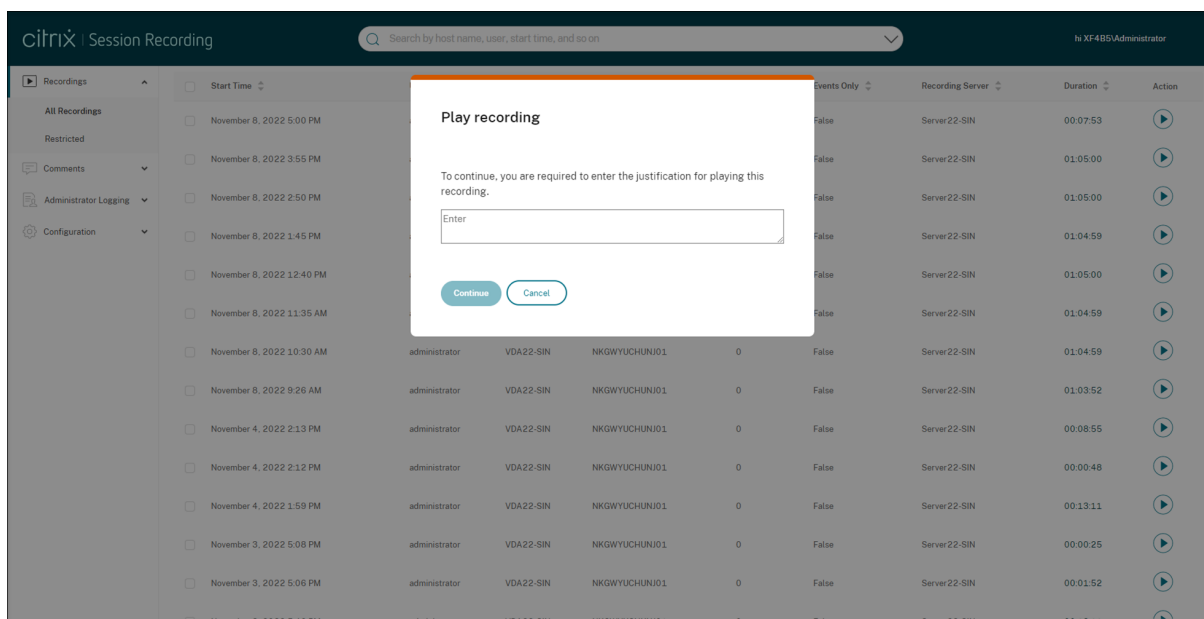 citrix | Session Recording
Search by host name, user, start time, and so on
hi XF4B5\Administrator
Recordings
All Recordings
Restricted
Comments
Administrator Logging
Configuration
Start Time Events Only Recording Server Duration Action
Play recording
To continue, you are required to enter the justification for playing this
recording.
Enter
Continue Cancel
November 8, 2022 5:00 PM False Server22-SIN 00:07:53
November 8, 2022 3:55 PM False Server22-SIN 01:05:00
November 8, 2022 2:50 PM False Server22-SIN 01:05:00
November 8, 2022 1:45 PM False Server22-SIN 01:04:59
November 8, 2022 12:40 PM False Server22-SIN 01:05:00
November 8, 2022 11:35 AM False Server22-SIN 01:04:59
November 8, 2022 10:30 AM administrator VDA22-SIN NKGWYUCHUNJ01 0 False Server22-SIN 01:04:59
November 8, 2022 9:26 AM administrator VDA22-SIN NKGWYUCHUNJ01 0 False Server22-SIN 01:03:52
November 4, 2022 2:13 PM administrator VDA22-SIN NKGWYUCHUNJ01 0 False Server22-SIN 00:08:55
November 4, 2022 2:12 PM administrator VDA22-SIN NKGWYUCHUNJ01 0 False Server22-SIN 00:00:48
November 4, 2022 1:59 PM administrator VDA22-SIN NKGWYUCHUNJ01 0 False Server22-SIN 00:13:11
November 3, 2022 5:08 PM administrator VDA22-SIN NKGWYUCHUNJ01 0 False Server22-SIN 00:00:25
November 3, 2022 5:06 PM administrator VDA22-SIN NKGWYUCHUNJ01 0 False Server22-SIN 00:01:52